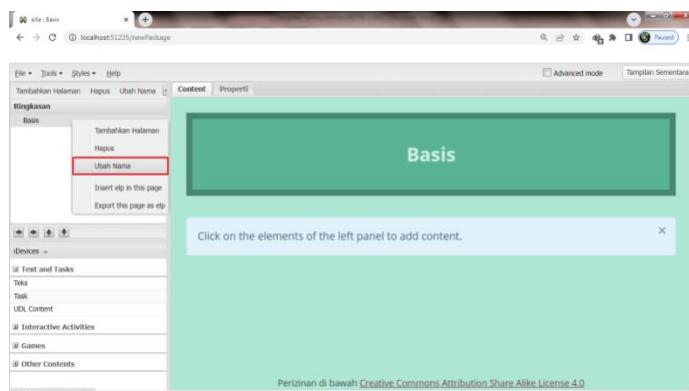 eXe : Basis
localhost:51235/newPackage
Paused
File Tools Styles Help
Advanced mode
Tampilan Sementara
Tambahkan Halaman Hapus Ubah Nama
Content Properti
Ringkasan
Basis
Tambahkan Halaman
Hapus
Ubah Nama
Insert elp in this page
Export this page as elp
Basis
Click on the elements of the left panel to add content.
iDevices
Text and Tasks
Teks
Task
UDL Content
Interactive Activities
Games
Other Contents
Perizinan di bawah Creative Commons Attribution Share Alike License 4.0